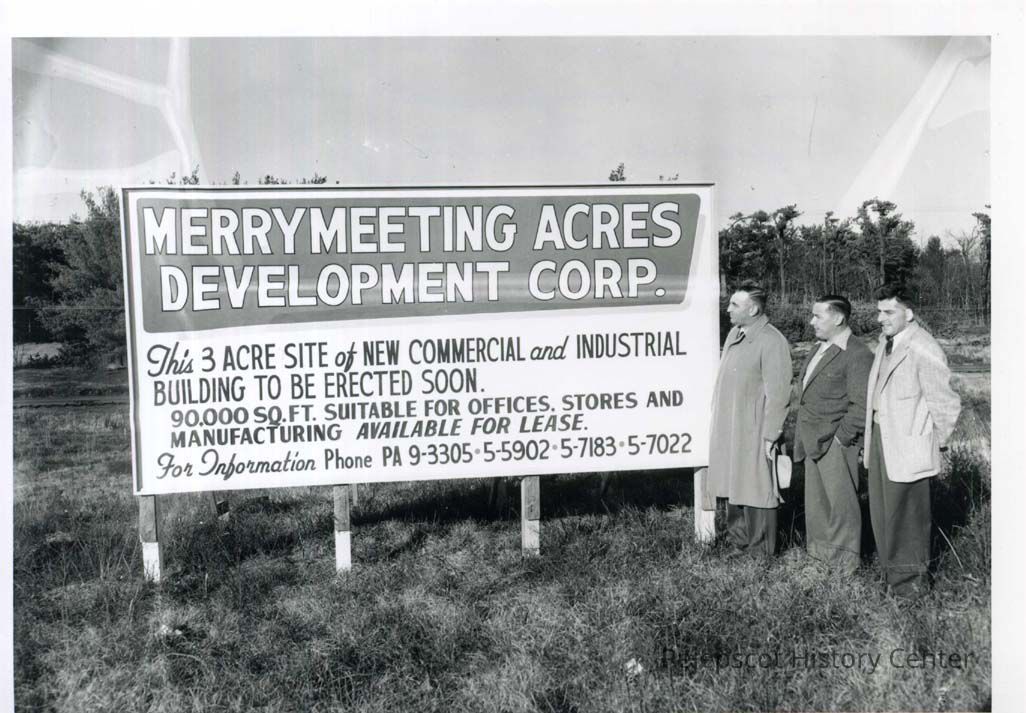 MERRYMEETING ACRES
DEVELOPMENT CORP.
This 3 ACRE SITE of NEW COMMERCIAL and INDUSTRIAL
BUILDING TO BE ERECTED SOON.
90,000 SQ.FT. SUITABLE FOR OFFICES, STORES AND
MANUFACTURING AVAILABLE FOR LEASE.
For Information Phone PA 9-3305•5-5902•5-7183•5-7022
Pejepscot History Center